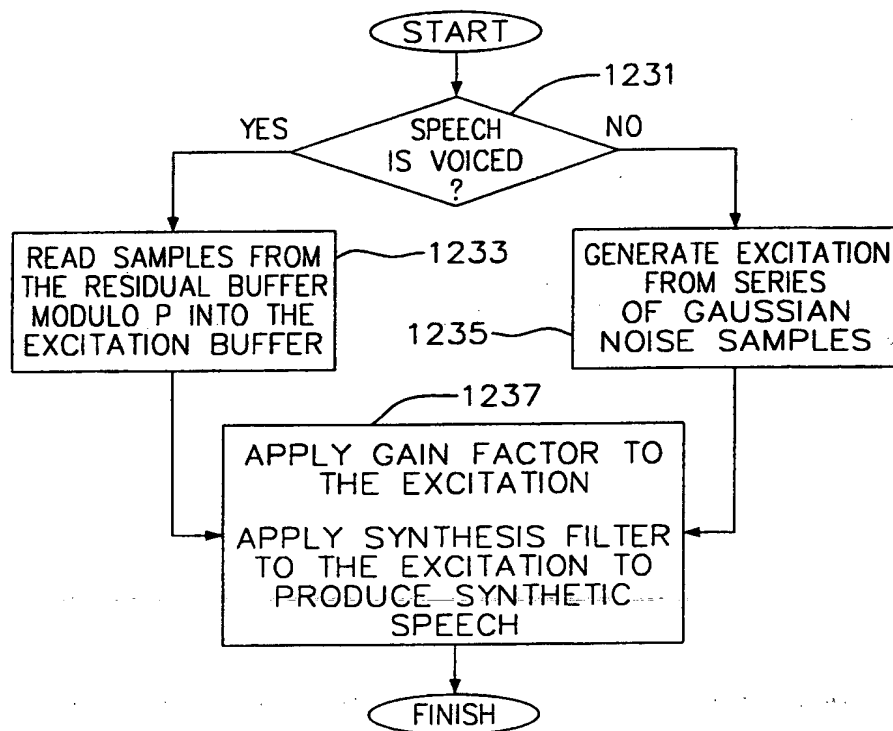 START
1231
YES
SPEECH
IS VOICED
?
NO
READ SAMPLES FROM
THE RESIDUAL BUFFER
MODULO P INTO THE
EXCITATION BUFFER
1233
GENERATE EXCITATION
FROM SERIES
OF GAUSSIAN
NOISE SAMPLES
1235
1237
APPLY GAIN FACTOR TO
THE EXCITATION
APPLY SYNTHESIS FILTER
TO THE EXCITATION TO
PRODUCE SYNTHETIC
SPEECH
FINISH